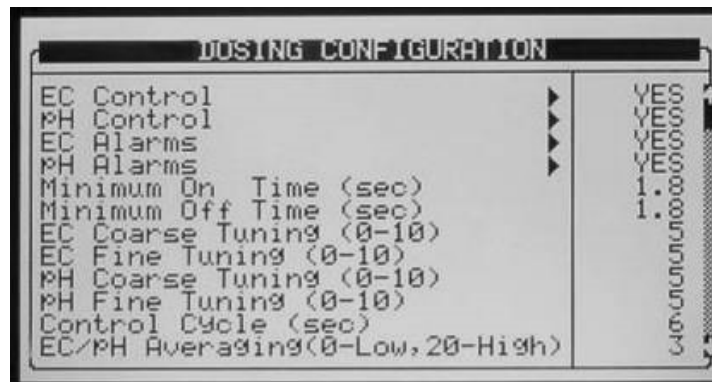 DOSING CONFIGURATION
EC Control YES
pH Control YES
EC Alarms YES
pH Alarms YES
Minimum On Time (sec) 1.8
Minimum Off Time (sec) 1.8
EC Coarse Tuning (0-10) 5
EC Fine Tuning (0-10) 5
pH Coarse Tuning (0-10) 5
pH Fine Tuning (0-10) 5
Control Cycle (sec) 6
EC/pH Averaging(0-Low,20-High) 3